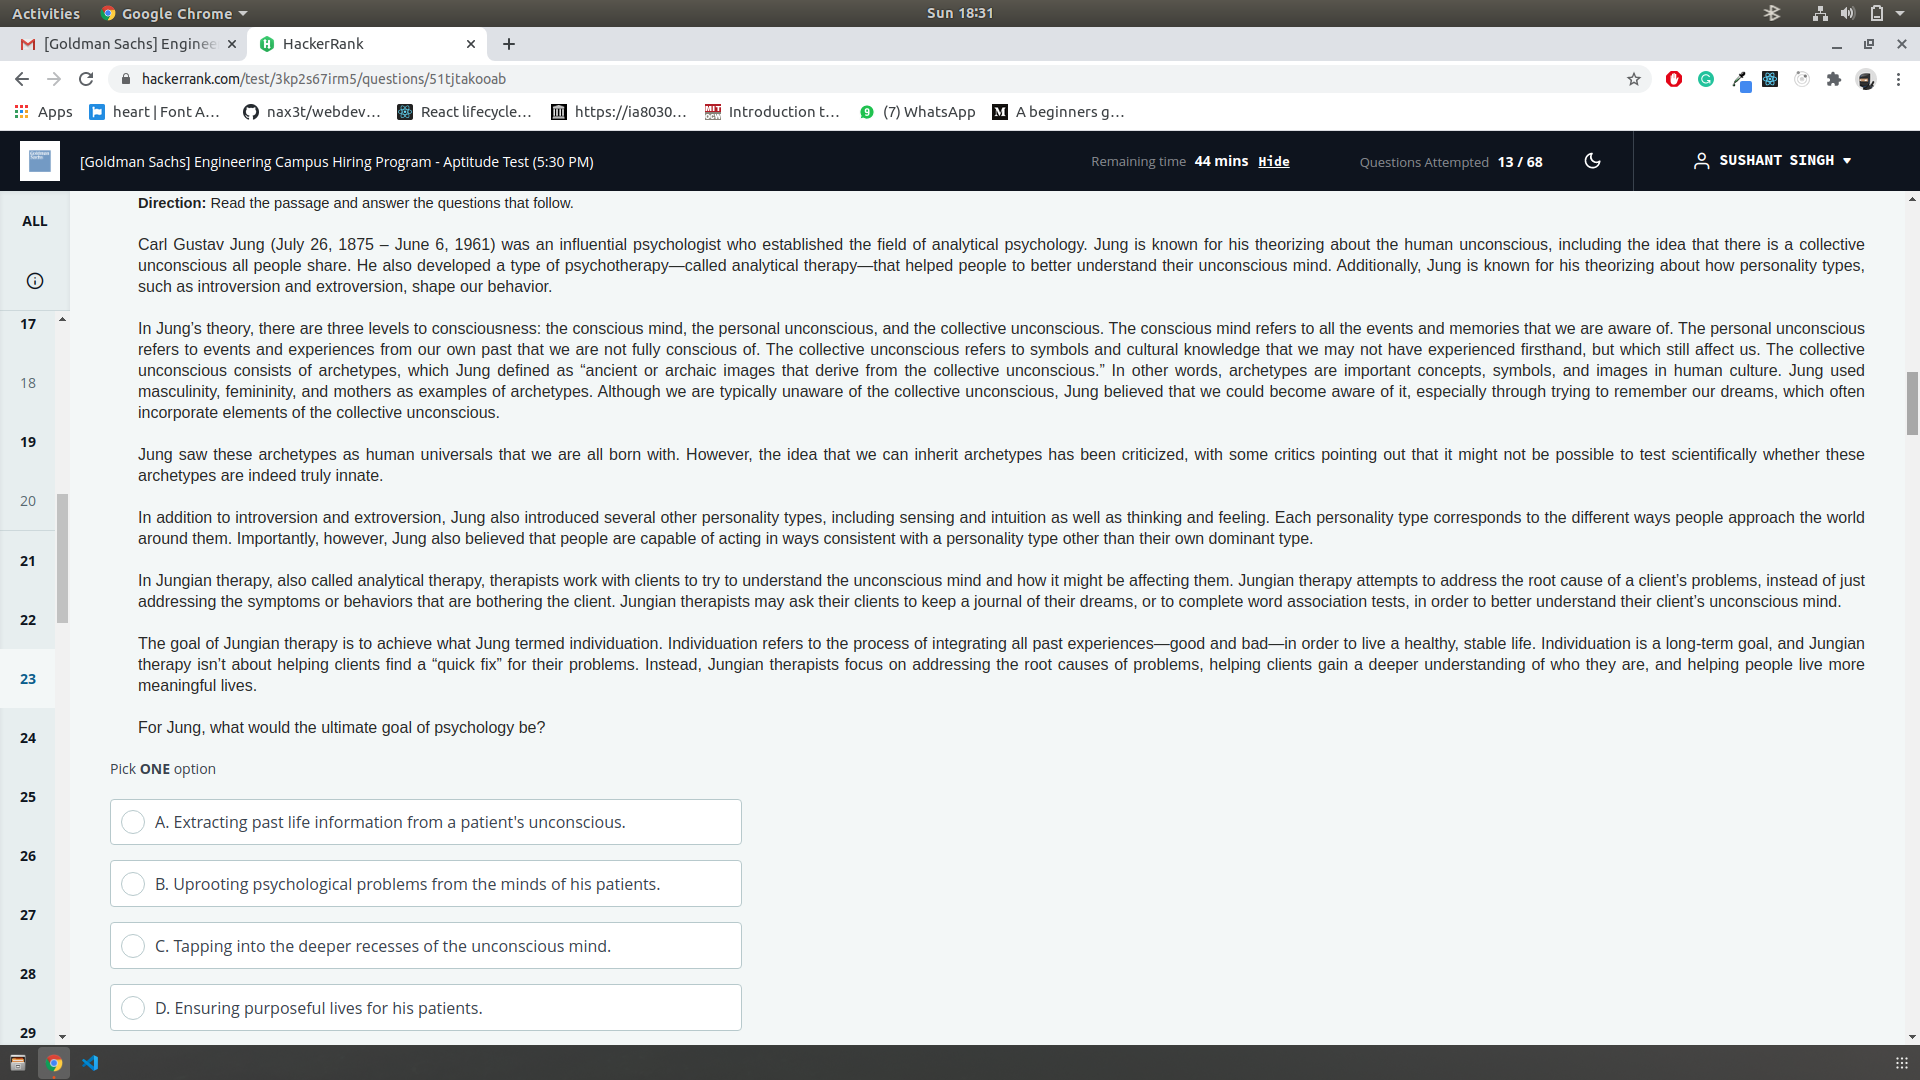 Activities Google Chrome Sun 18:31
[Goldman Sachs] Enginee HackerRank
hackerrank.com/test/3kp2s67irm5/questions/51tjtakooab
Apps heart | Font A... nax3t/webdev... React lifecycle... https://ia8030... Introduction t... (7) WhatsApp A beginners g...
[Goldman Sachs] Engineering Campus Hiring Program - Aptitude Test (5:30 PM) Remaining time 44 mins Hide Questions Attempted 13 / 68 SUSHANT SINGH
ALL
17
18
19
20
21
22
23
24
25
26
27
28
29
Direction: Read the passage and answer the questions that follow.
Carl Gustav Jung (July 26, 1875 – June 6, 1961) was an influential psychologist who established the field of analytical psychology. Jung is known for his theorizing about the human unconscious, including the idea that there is a collective
unconscious all people share. He also developed a type of psychotherapy—called analytical therapy—that helped people to better understand their unconscious mind. Additionally, Jung is known for his theorizing about how personality types,
such as introversion and extroversion, shape our behavior.
In Jung’s theory, there are three levels to consciousness: the conscious mind, the personal unconscious, and the collective unconscious. The conscious mind refers to all the events and memories that we are aware of. The personal unconscious
refers to events and experiences from our own past that we are not fully conscious of. The collective unconscious refers to symbols and cultural knowledge that we may not have experienced firsthand, but which still affect us. The collective
unconscious consists of archetypes, which Jung defined as “ancient or archaic images that derive from the collective unconscious.” In other words, archetypes are important concepts, symbols, and images in human culture. Jung used
masculinity, femininity, and mothers as examples of archetypes. Although we are typically unaware of the collective unconscious, Jung believed that we could become aware of it, especially through trying to remember our dreams, which often
incorporate elements of the collective unconscious.
Jung saw these archetypes as human universals that we are all born with. However, the idea that we can inherit archetypes has been criticized, with some critics pointing out that it might not be possible to test scientifically whether these
archetypes are indeed truly innate.
In addition to introversion and extroversion, Jung also introduced several other personality types, including sensing and intuition as well as thinking and feeling. Each personality type corresponds to the different ways people approach the world
around them. Importantly, however, Jung also believed that people are capable of acting in ways consistent with a personality type other than their own dominant type.
In Jungian therapy, also called analytical therapy, therapists work with clients to try to understand the unconscious mind and how it might be affecting them. Jungian therapy attempts to address the root cause of a client’s problems, instead of just
addressing the symptoms or behaviors that are bothering the client. Jungian therapists may ask their clients to keep a journal of their dreams, or to complete word association tests, in order to better understand their client’s unconscious mind.
The goal of Jungian therapy is to achieve what Jung termed individuation. Individuation refers to the process of integrating all past experiences—good and bad—in order to live a healthy, stable life. Individuation is a long-term goal, and Jungian
therapy isn’t about helping clients find a “quick fix” for their problems. Instead, Jungian therapists focus on addressing the root causes of problems, helping clients gain a deeper understanding of who they are, and helping people live more
meaningful lives.
For Jung, what would the ultimate goal of psychology be?
Pick ONE option
A. Extracting past life information from a patient's unconscious.
B. Uprooting psychological problems from the minds of his patients.
C. Tapping into the deeper recesses of the unconscious mind.
D. Ensuring purposeful lives for his patients.